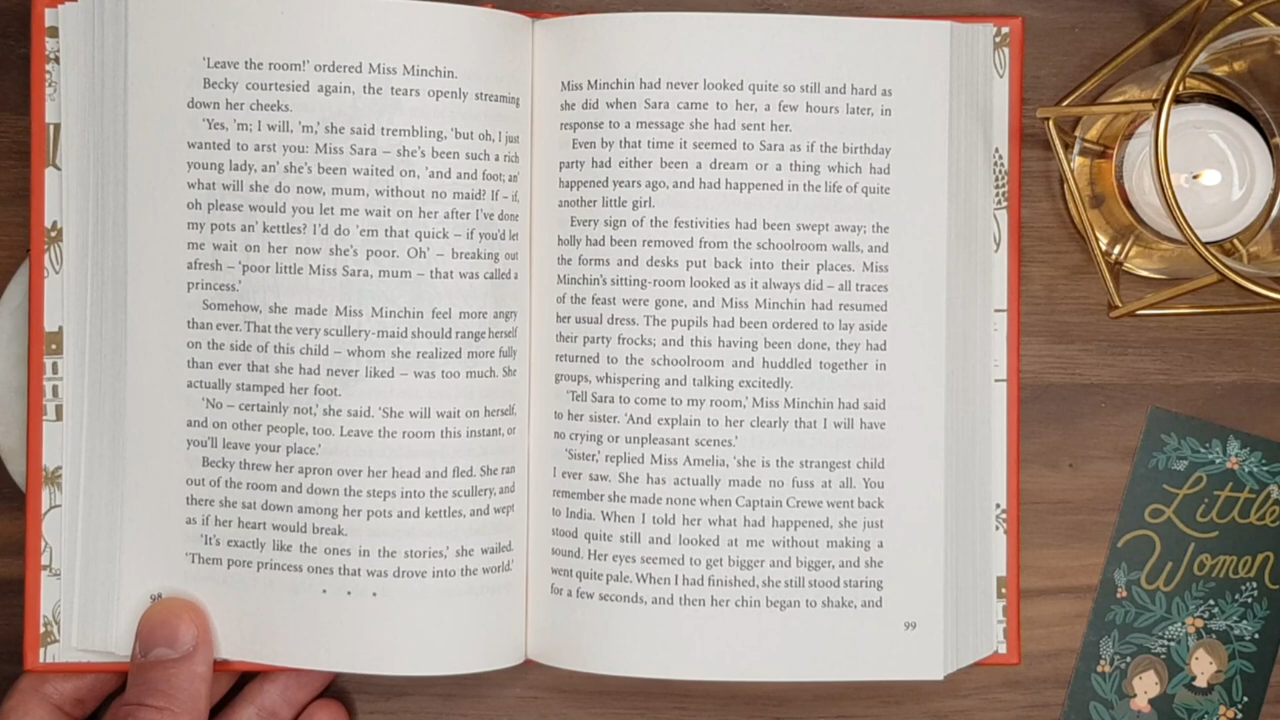 ‘Leave the room!’ ordered Miss Minchin.
Becky courtesied again, the tears openly streaming
down her cheeks.
‘Yes, ’m; I will, ’m,’ she said trembling, ‘but oh, I just
wanted to arst you: Miss Sara – she’s been such a rich
young lady, an’ she’s been waited on, ’and and foot; an’
what will she do now, mum, without no maid? If – if,
oh please would you let me wait on her after I’ve done
my pots an’ kettles? I’d do ’em that quick – if you’d let
me wait on her now she’s poor. Oh’ – breaking out
afresh – ‘poor little Miss Sara, mum – that was called a
princess.’
Somehow, she made Miss Minchin feel more angry
than ever. That the very scullery-maid should range herself
on the side of this child – whom she realized more fully
than ever that she had never liked – was too much. She
actually stamped her foot.
‘No – certainly not,’ she said. ‘She will wait on herself,
and on other people, too. Leave the room this instant, or
you’ll leave your place.’
Becky threw her apron over her head and fled. She ran
out of the room and down the steps into the scullery, and
there she sat down among her pots and kettles, and wept
as if her heart would break.
‘It’s exactly like the ones in the stories,’ she wailed.
‘Them pore princess ones that was drove into the world.’
* * *
98
Miss Minchin had never looked quite so still and hard as
she did when Sara came to her, a few hours later, in
response to a message she had sent her.
Even by that time it seemed to Sara as if the birthday
party had either been a dream or a thing which had
happened years ago, and had happened in the life of quite
another little girl.
Every sign of the festivities had been swept away; the
holly had been removed from the schoolroom walls, and
the forms and desks put back into their places. Miss
Minchin’s sitting-room looked as it always did – all traces
of the feast were gone, and Miss Minchin had resumed
her usual dress. The pupils had been ordered to lay aside
their party frocks; and this having been done, they had
returned to the schoolroom and huddled together in
groups, whispering and talking excitedly.
‘Tell Sara to come to my room,’ Miss Minchin had said
to her sister. ‘And explain to her clearly that I will have
no crying or unpleasant scenes.’
‘Sister,’ replied Miss Amelia, ‘she is the strangest child
I ever saw. She has actually made no fuss at all. You
remember she made none when Captain Crewe went back
to India. When I told her what had happened, she just
stood quite still and looked at me without making a
sound. Her eyes seemed to get bigger and bigger, and she
went quite pale. When I had finished, she still stood staring
for a few seconds, and then her chin began to shake, and
99
Little
Women